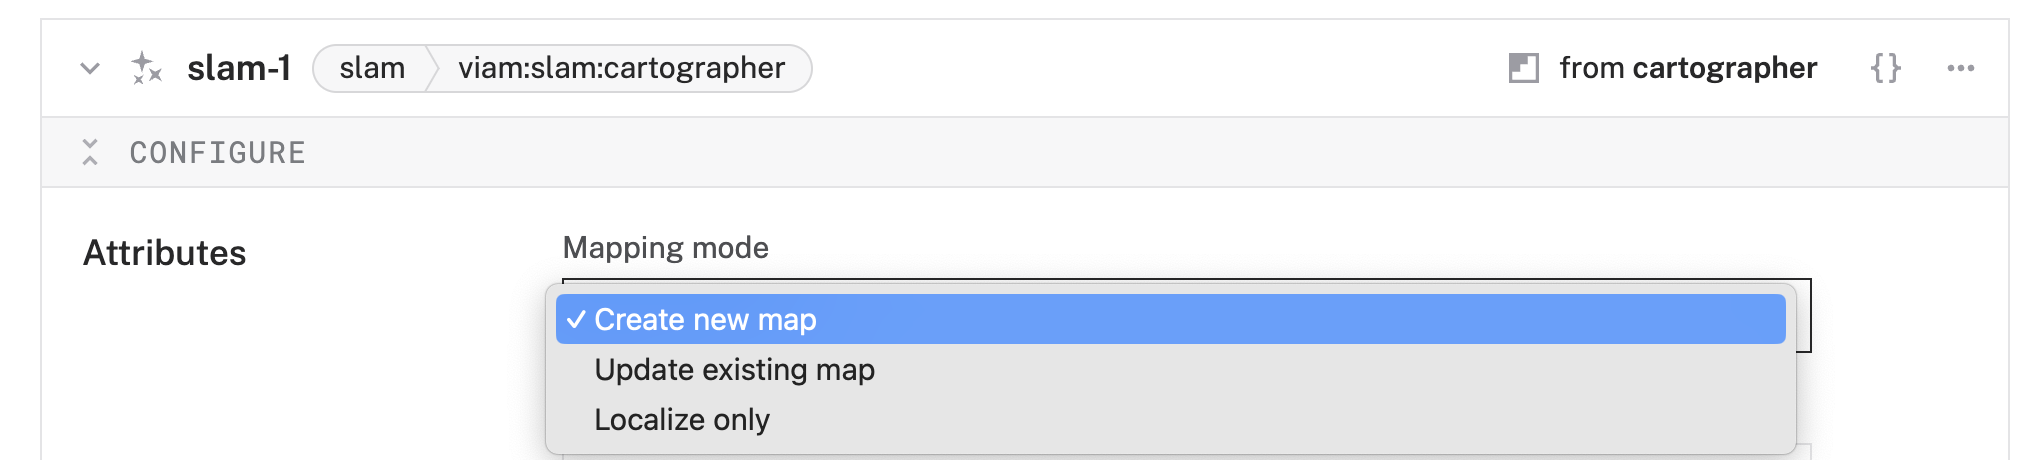 slam-1 slam viam:slam:cartographer from cartographer {} ...
CONFIGURE
Attributes
Mapping mode
✓ Create new map
Update existing map
Localize only